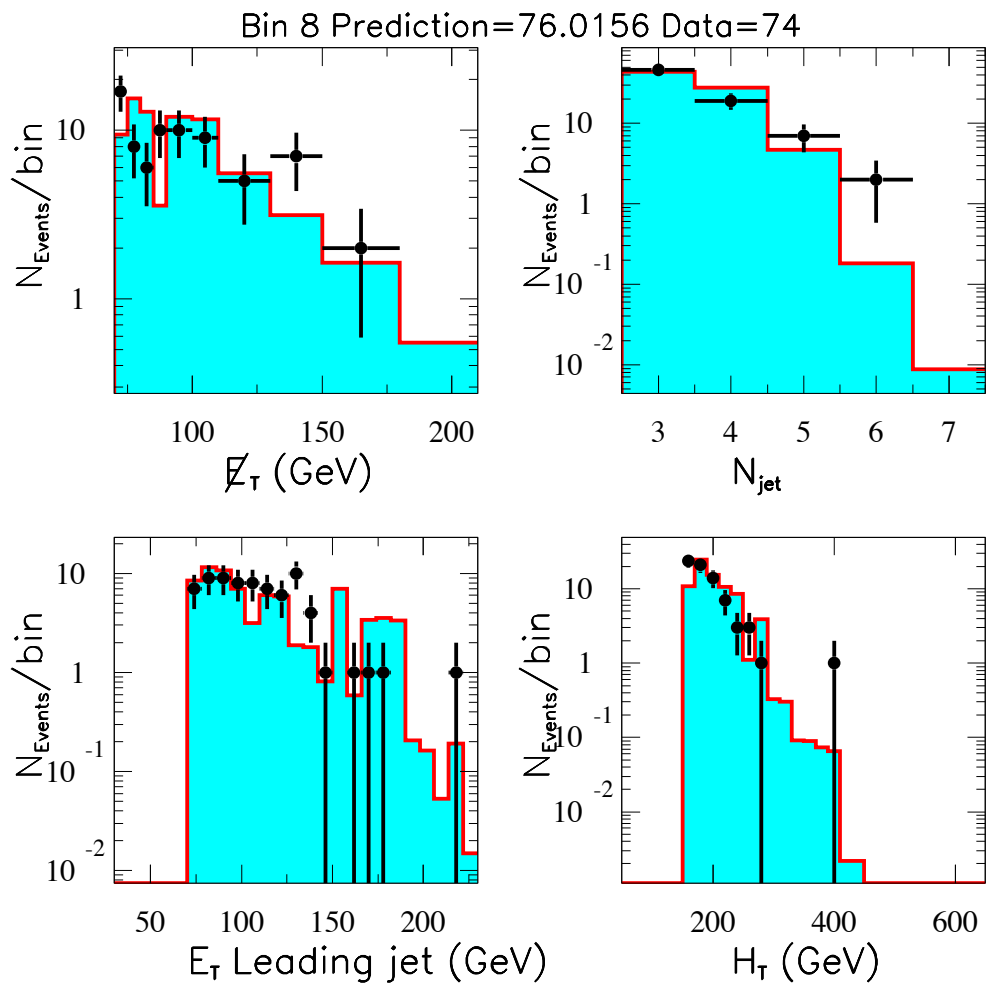 Bin 8 Prediction=76.0156 Data=74
N_Events/bin
10
1
100 150 200
E̸_T (GeV)
N_Events/bin
10
1
10^-1
10^-2
3 4 5 6 7
N_jet
N_Events/bin
10
1
10^-1
10^-2
50 100 150 200
E_T Leading jet (GeV)
N_Events/bin
10
1
10^-1
10^-2
200 400 600
H_T (GeV)